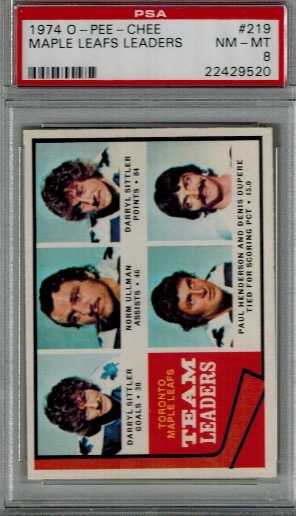 PSA
1974 O-PEE-CHEE #219
MAPLE LEAFS LEADERS NM-MT
8
22429520
DARRYL SITTLER
GOALS • 38
NORM ULLMAN
ASSISTS • 46
DARRYL SITTLER
POINTS • 84
TORONTO
MAPLE LEAFS
TEAM
LEADERS
PAUL HENDERSON AND DENIS DUPERE
TIED FOR SCORING PCT • 15.0